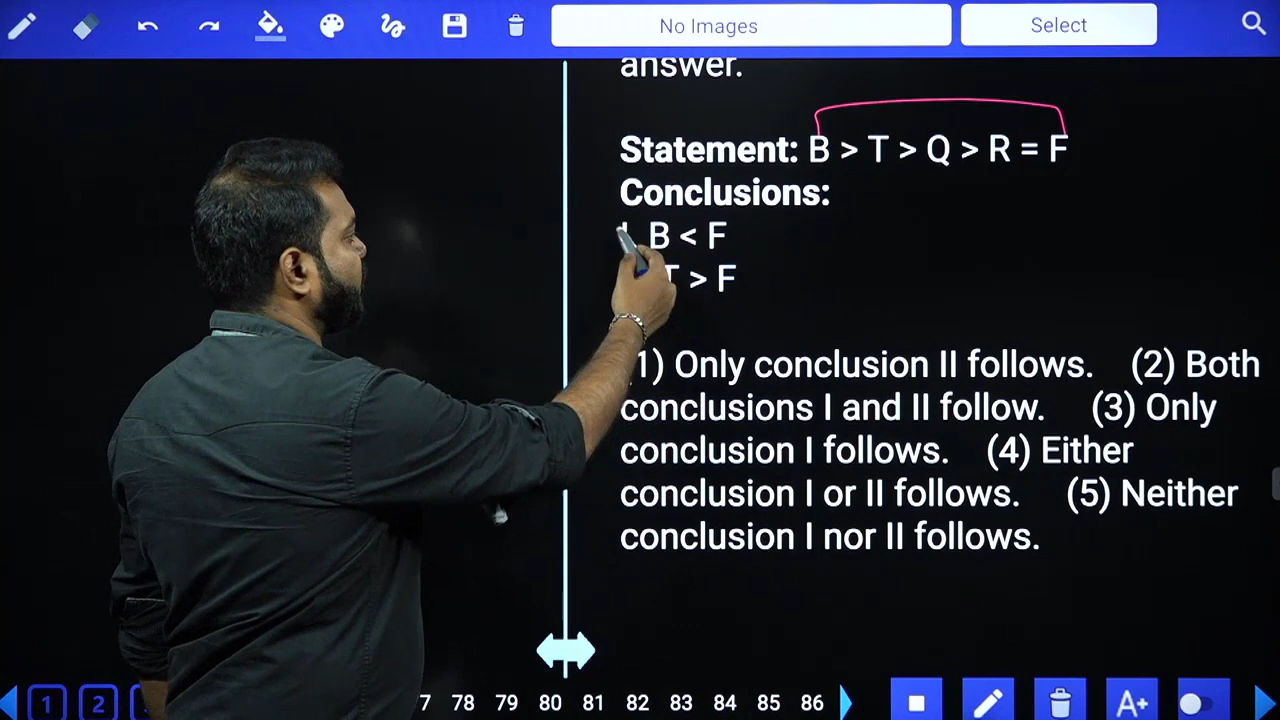 No Images
Select
answer.
Statement: B > T > Q > R = F
Conclusions:
B < F
T > F
1) Only conclusion II follows. (2) Both
conclusions I and II follow. (3) Only
conclusion I follows. (4) Either
conclusion I or II follows. (5) Neither
conclusion I nor II follows.
1 2 7 78 79 80 81 82 83 84 85 86
A+